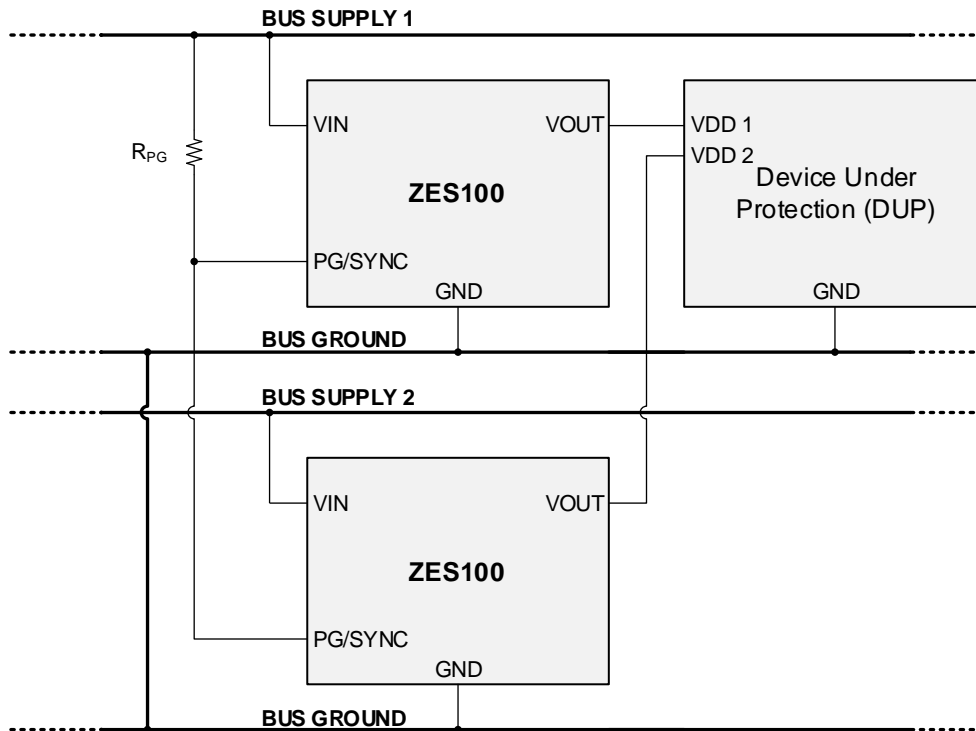 BUS SUPPLY 1
VIN
VOUT
VDD 1
VDD 2
RPG
ZES100
Device Under
Protection (DUP)
PG/SYNC
GND
GND
BUS GROUND
BUS SUPPLY 2
VIN
VOUT
ZES100
PG/SYNC
GND
BUS GROUND